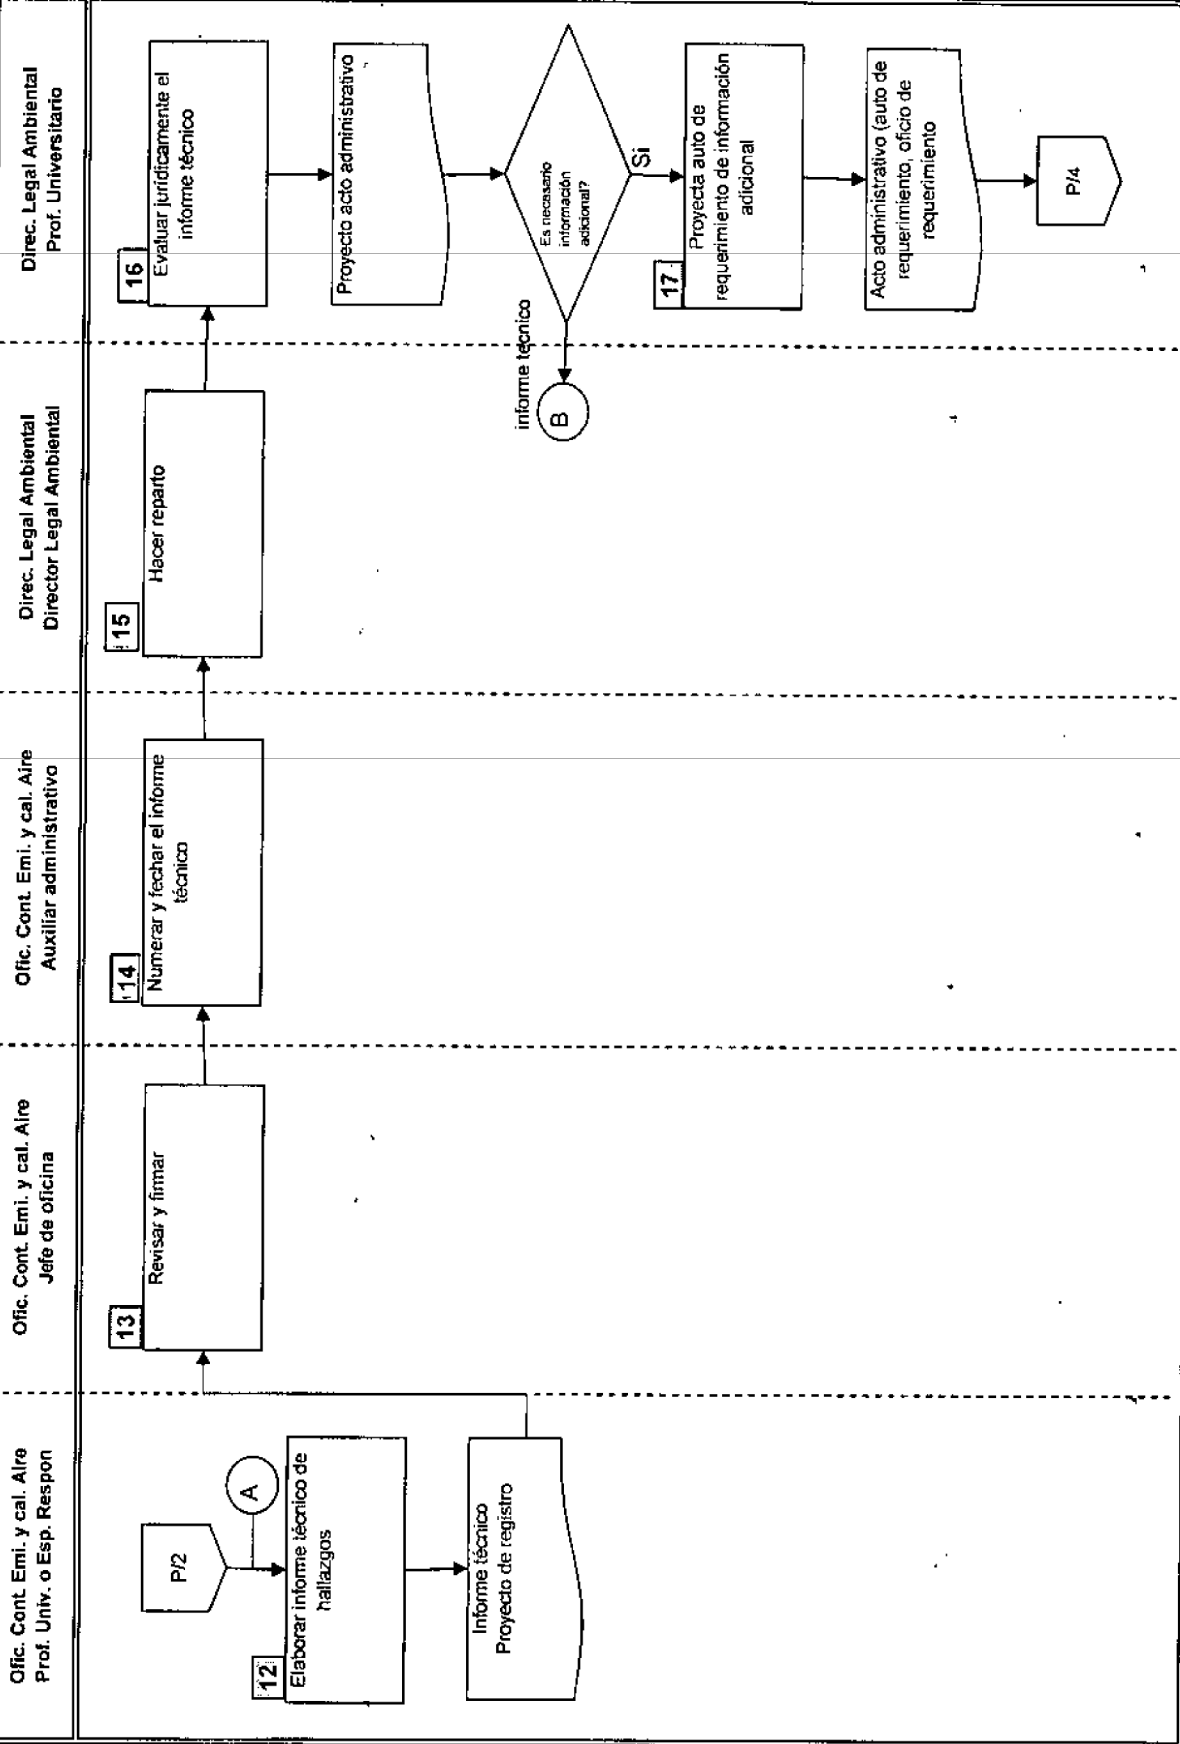 Ofic. Cont. Emi. y cal. Aire
Prof. Univ. o Esp. Respon
Ofic. Cont. Emi. y cal. Aire
Jefe de oficina
Ofic. Cont. Emi. y cal. Aire
Auxiliar administrativo
Direc. Legal Ambiental
Director Legal Ambiental
Direc. Legal Ambiental
Prof. Universitario
P/2
A
12
Elaborar informe técnico de
hallazgos
Informe técnico
Proyecto de registro
13
Revisar y firmar
14
Numerar y fechar el informe
técnico
15
Hacer reparto
16
Evaluar jurídicamente el
informe técnico
Proyecto acto administrativo
Es necesario
información
adicional?
informe técnico
B
Si
17
Proyecta auto de
requerimiento de información
adicional
Acto administrativo (auto de
requerimiento, oficio de
requerimiento
P/4